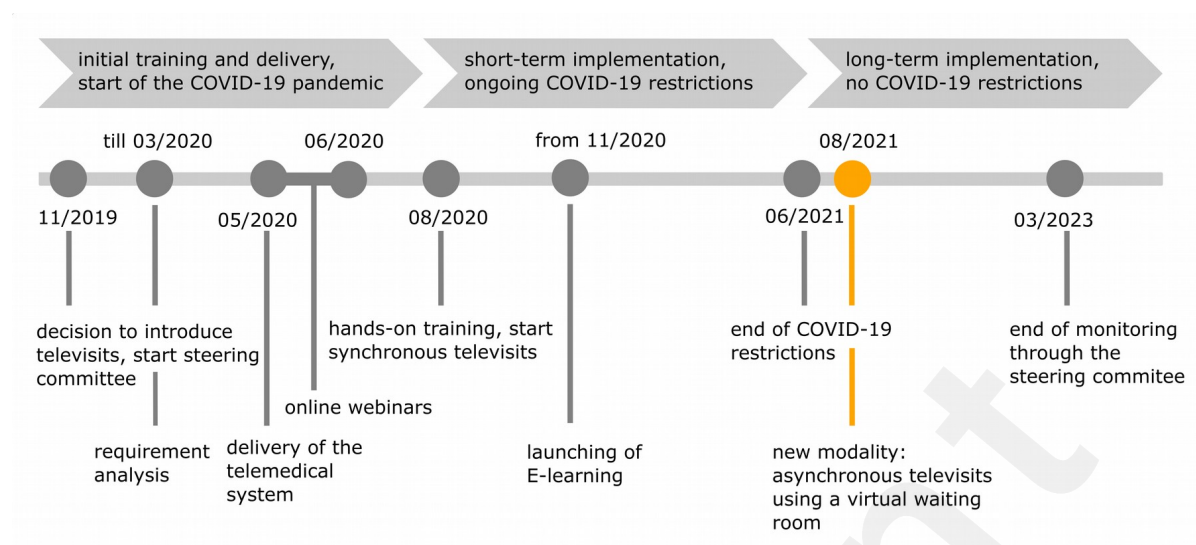 initial training and delivery,
start of the COVID-19 pandemic
short-term implementation,
ongoing COVID-19 restrictions
long-term implementation,
no COVID-19 restrictions
till 03/2020
06/2020
from 11/2020
08/2021
11/2019
05/2020
08/2020
06/2021
03/2023
decision to introduce
televisits, start steering
committee
hands-on training, start
synchronous televisits
end of COVID-19
restrictions
end of monitoring
through the
steering commitee
online webinars
requirement
analysis
delivery of the
telemedical
system
launching of
E-learning
new modality:
asynchronous televisits
using a virtual waiting
room
nt